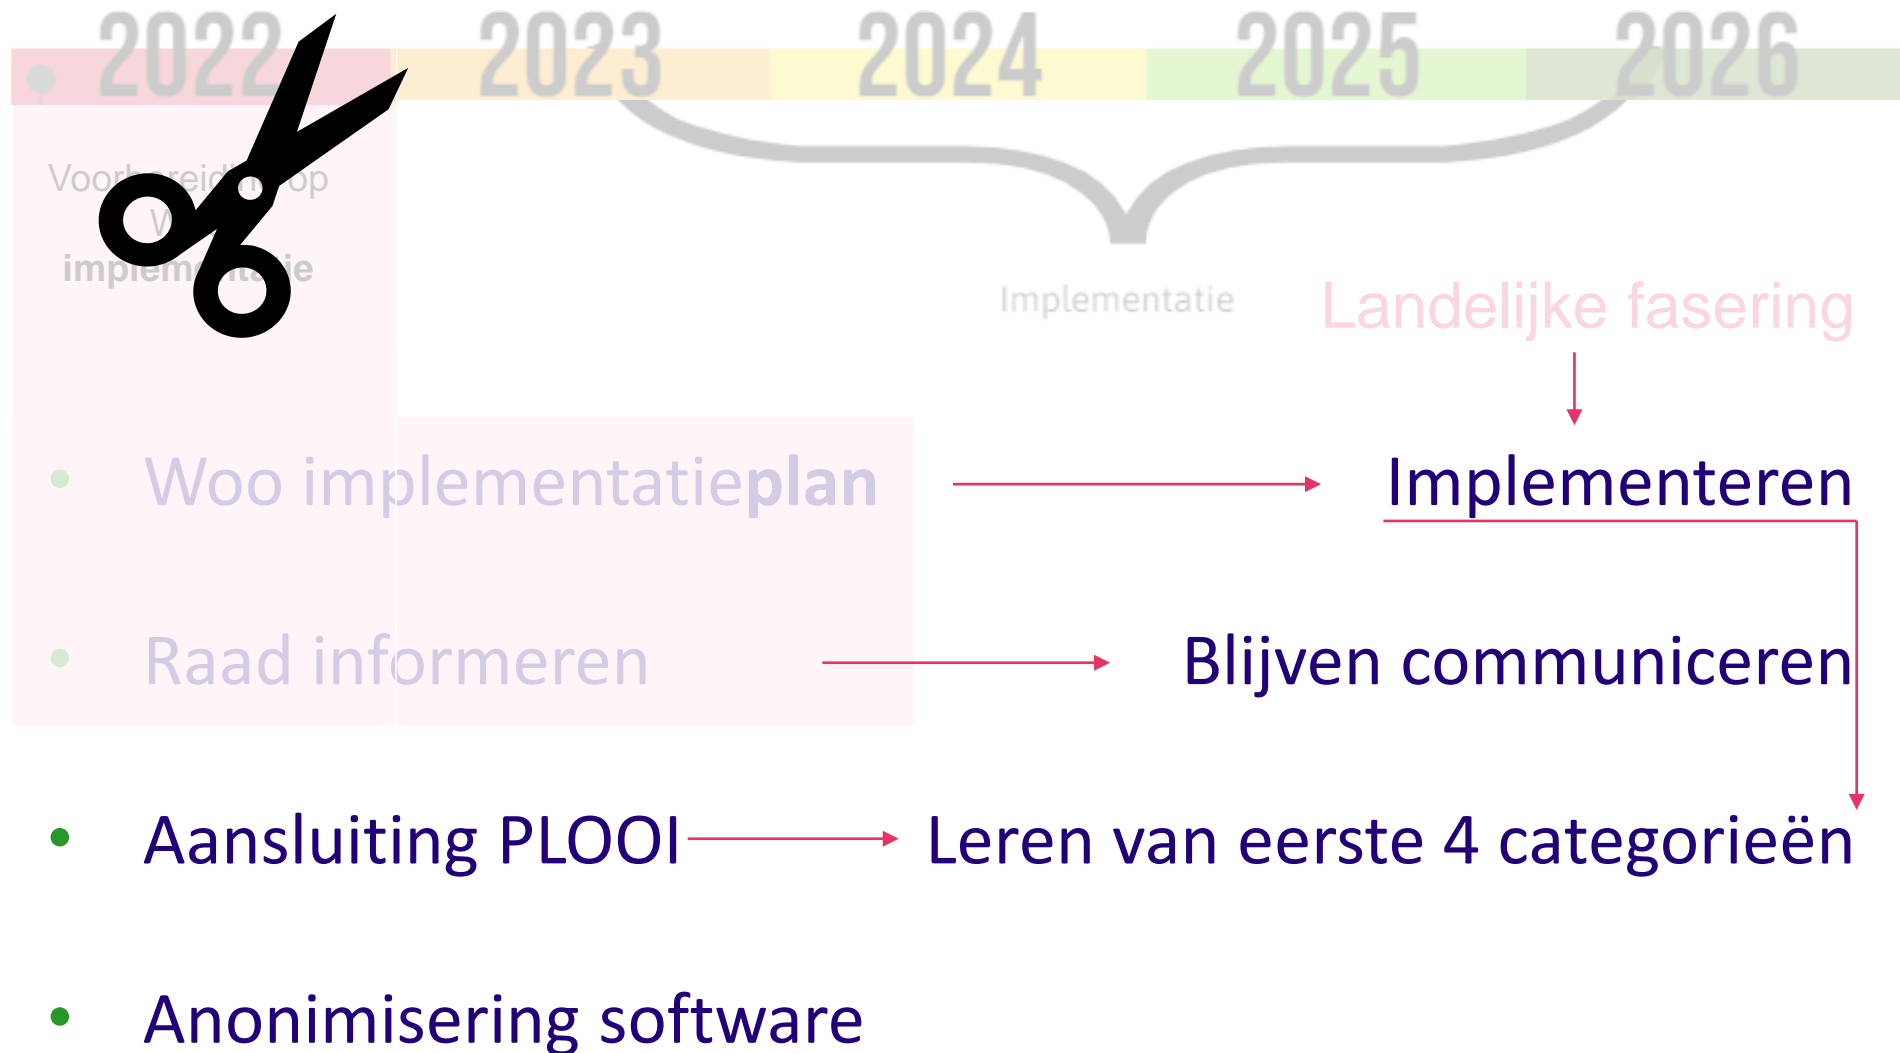 2022 2023 2024 2025 2026
op
Implementatie
Landelijke fasering
• Woo implementatieplan
Implementeren
• Raad informeren
Blijven communiceren
• Aansluiting PLOOI
Leren van eerste 4 categorieën
• Anonimisering software